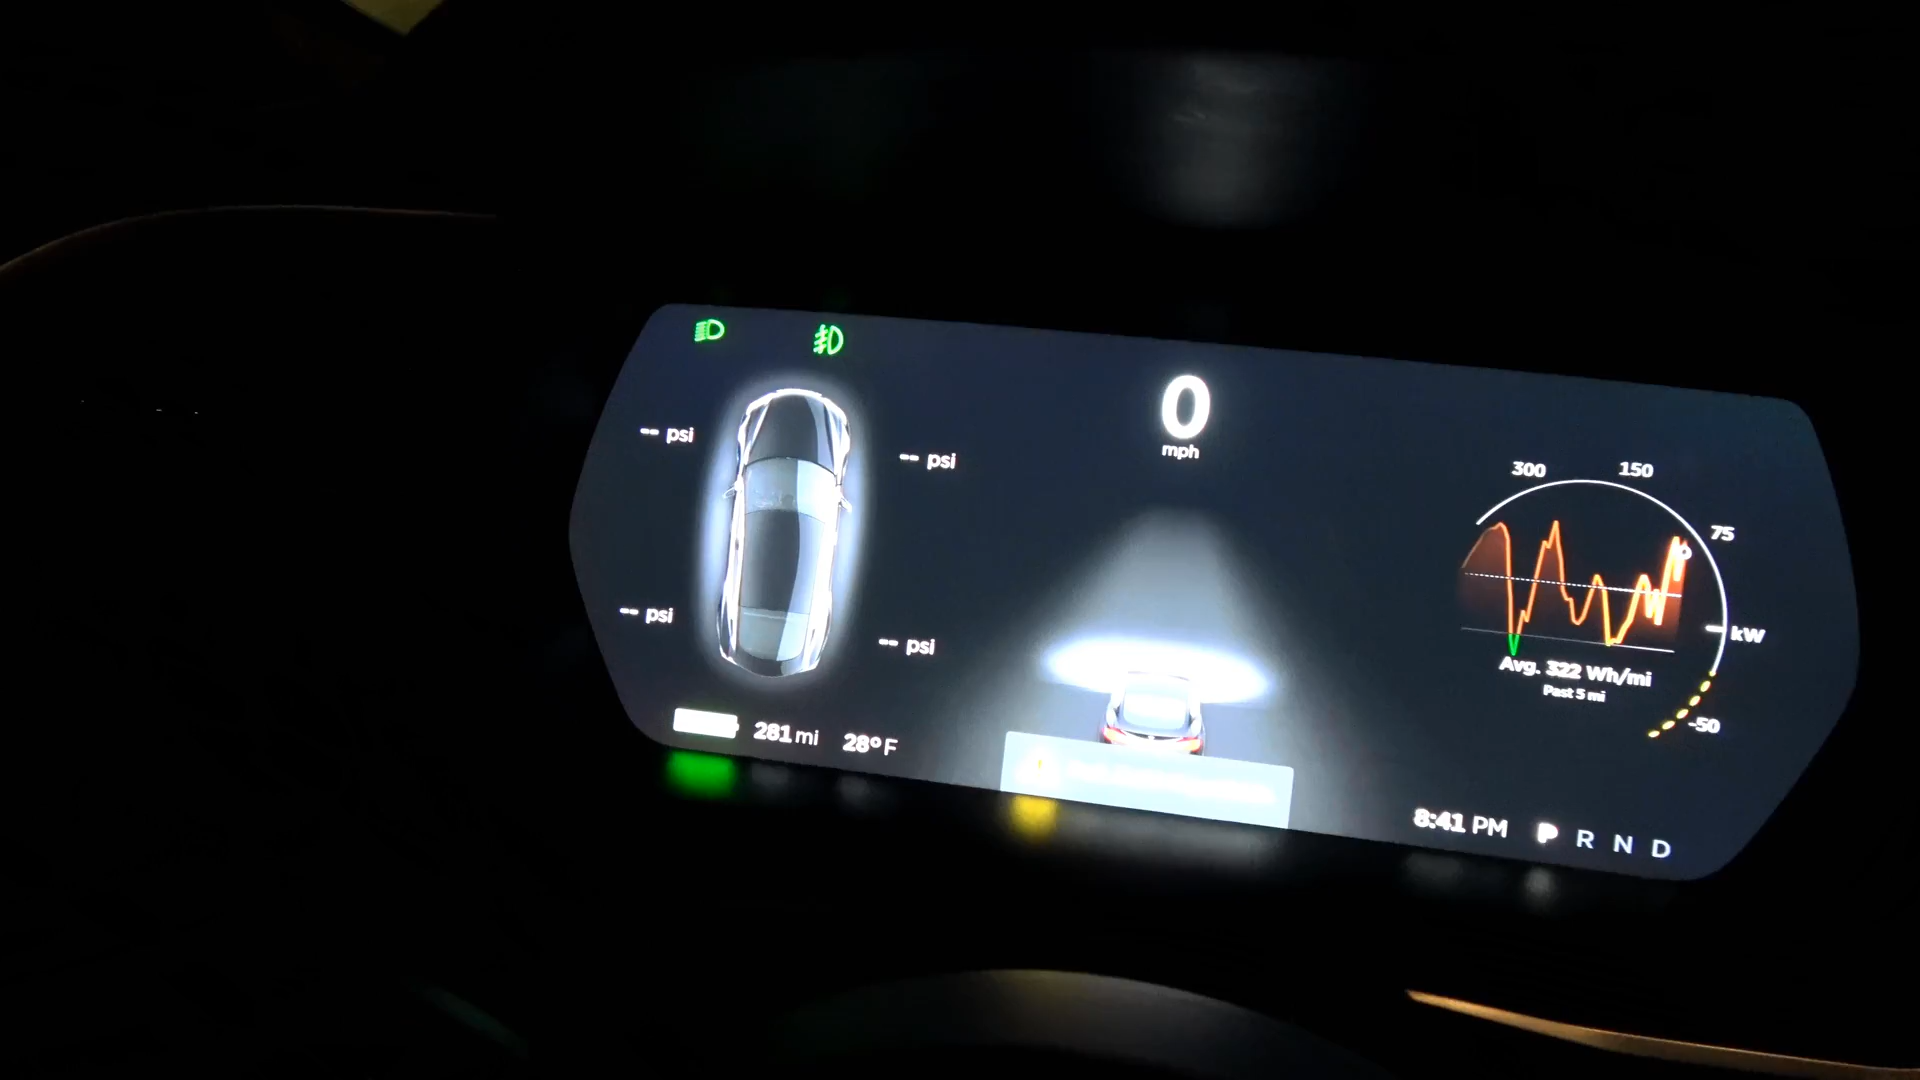 0
mph
-- psi
-- psi
-- psi
-- psi
281 mi 28°F
300 150
75
kW
-50
Avg. 322 Wh/mi
Past 5 mi
8:41 PM P R N D